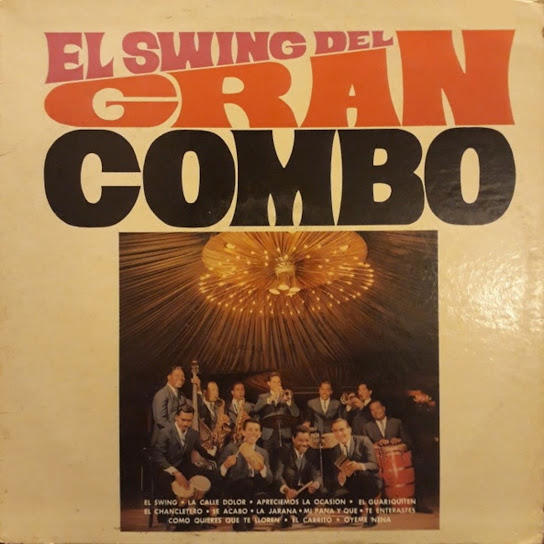 EL SWING DEL
GRAN
COMBO
EL SWING • LA CALLE DOLOR • APRECIEMOS LA OCASION • EL GUARIQUITEN
EL CHANCLETERO • SE ACABO • LA JARANA • MI PANA Y QUE • TE ENTERASTES
COMO QUIERES QUE TE LLOREN • EL CARRITO • OYEME NENA